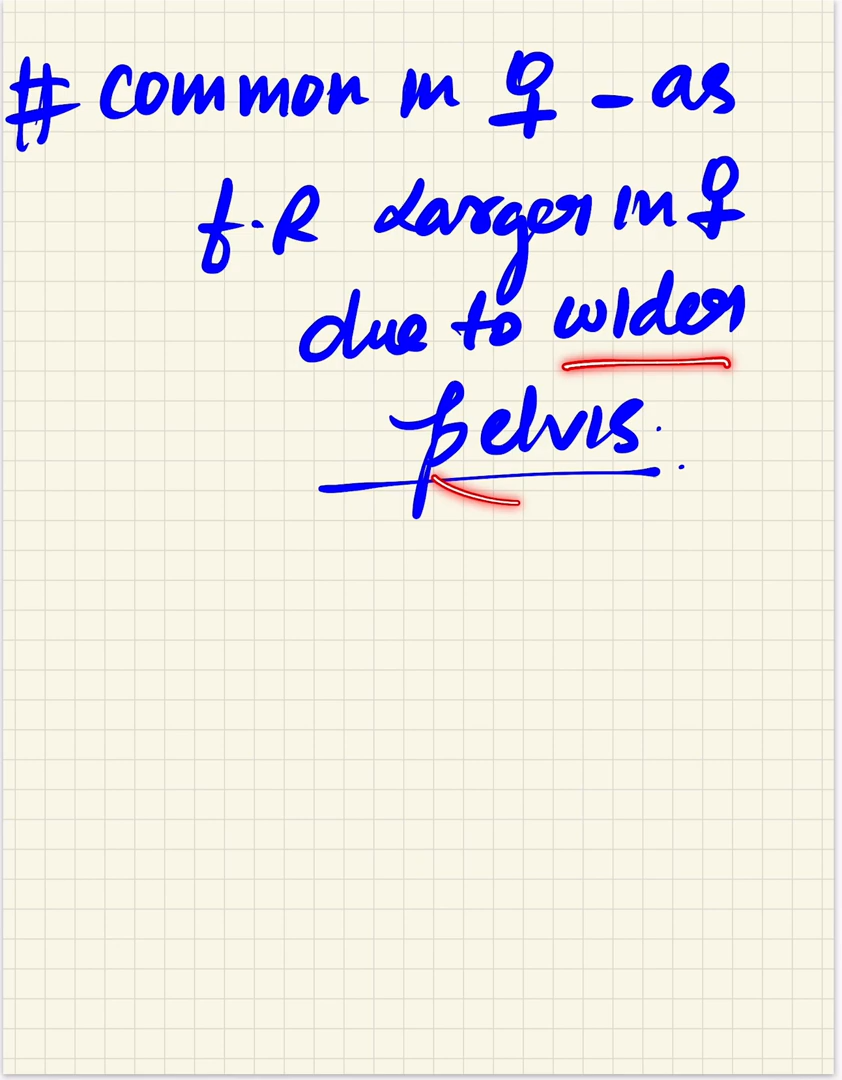 # common in ♀ - as
f.R Larger in ♀
due to wider
pelvis.